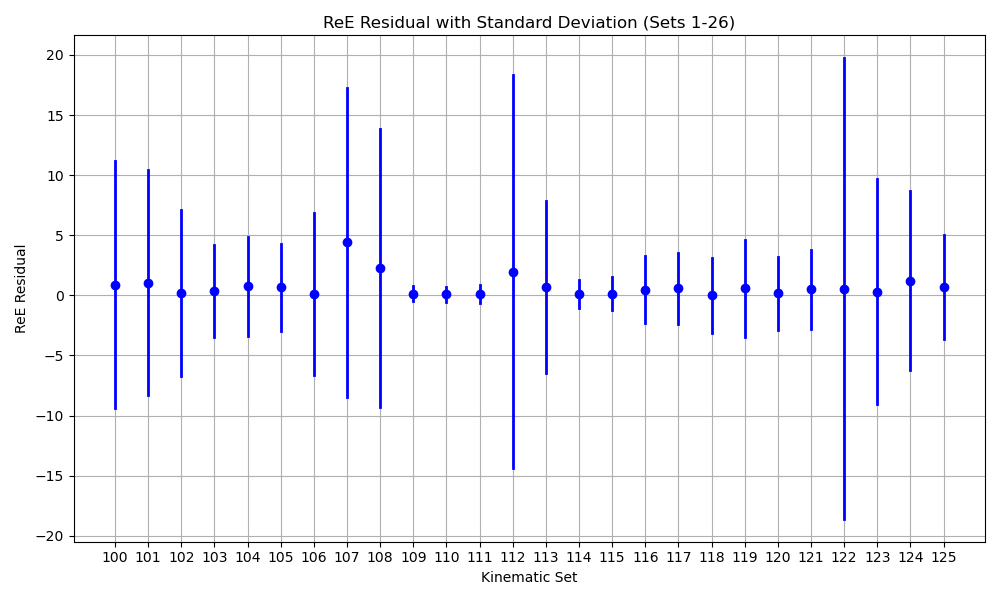 ReE Residual with Standard Deviation (Sets 1-26)
20
15
10
5
0
−5
−10
−15
−20
ReE Residual
100 101 102 103 104 105 106 107 108 109 110 111 112 113 114 115 116 117 118 119 120 121 122 123 124 125
Kinematic Set